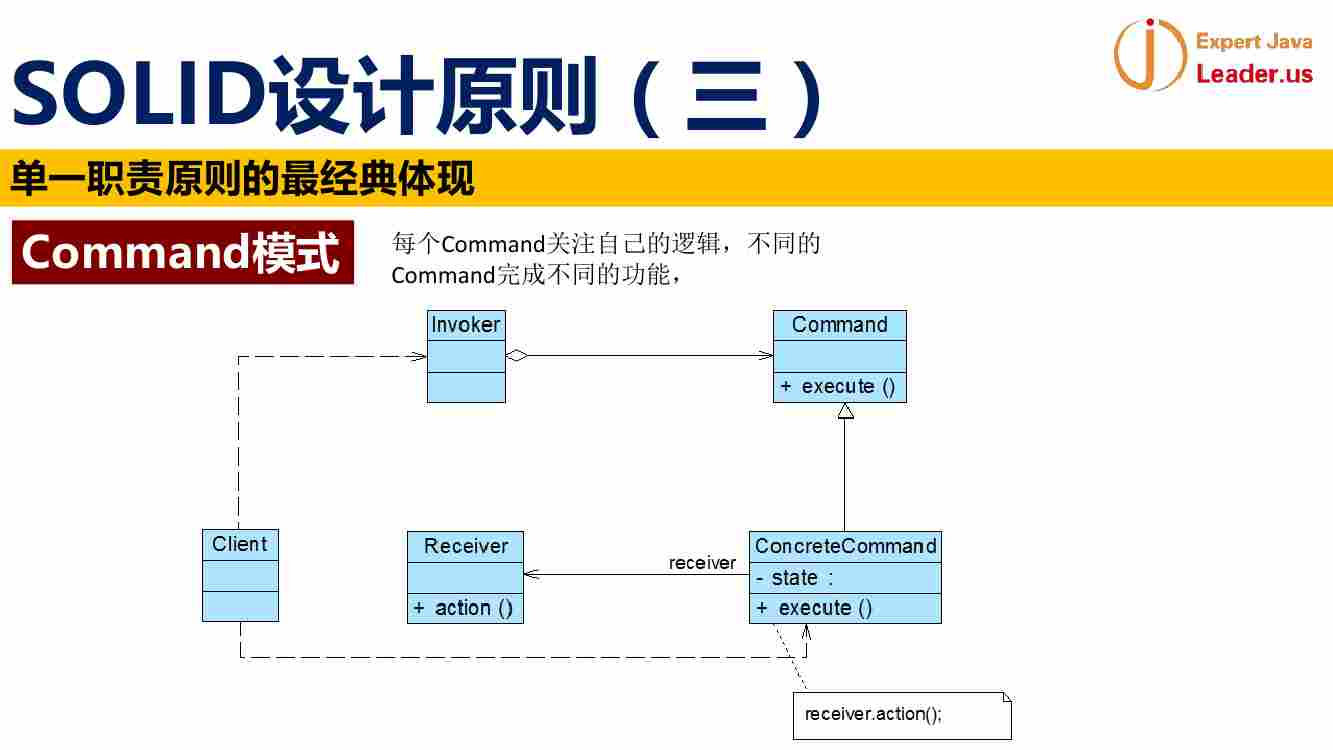 SOLID设计原则（三）
Expert Java
Leader.us
单一职责原则的最经典体现
Command模式
每个Command关注自己的逻辑，不同的
Command完成不同的功能，
Invoker
Command
+ execute ()
Client
Receiver
+ action ()
receiver
ConcreteCommand
- state :
+ execute ()
receiver.action();